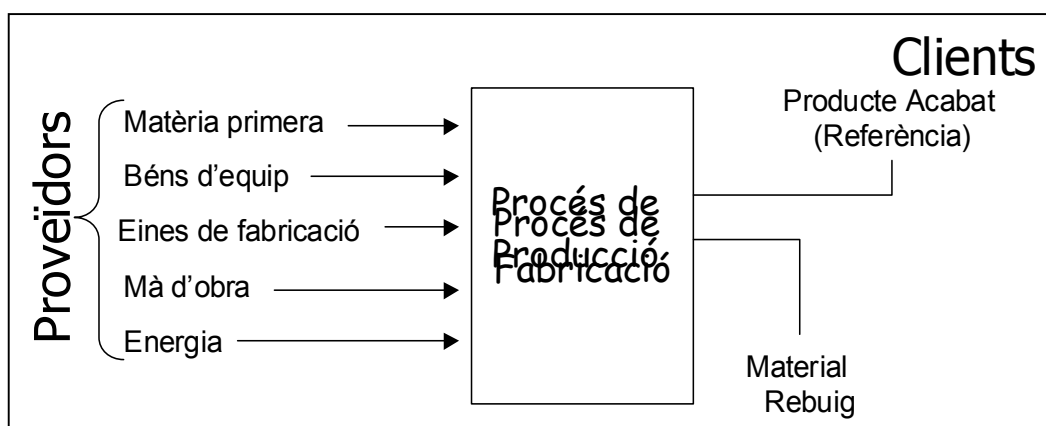 Proveïdors
Matèria primera
Béns d'equip
Eines de fabricació
Mà d'obra
Energia
Procés de
Producció
Procés de
Fabricació
Clients
Producte Acabat
(Referència)
Material
Rebuig